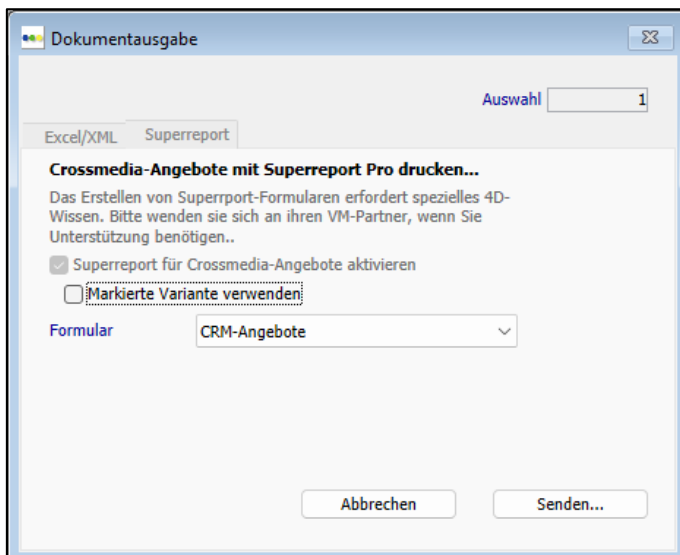 Dokumentausgabe
Auswahl 1
Excel/XML Superreport
Crossmedia-Angebote mit Superreport Pro drucken...
Das Erstellen von Superrport-Formularen erfordert spezielles 4D-
Wissen. Bitte wenden sie sich an ihren VM-Partner, wenn Sie
Unterstützung benötigen..
Superreport für Crossmedia-Angebote aktivieren
Markierte Variante verwenden
Formular CRM-Angebote
Abbrechen Senden...